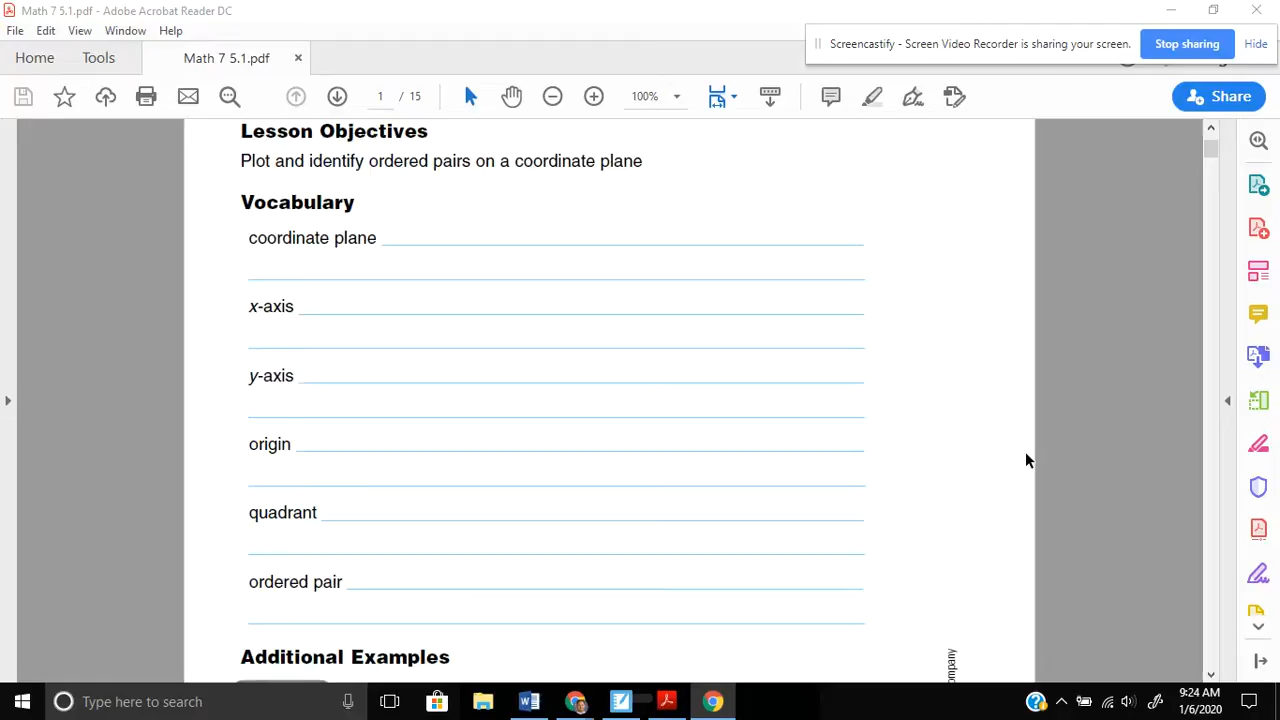 Math 7 5.1.pdf - Adobe Acrobat Reader DC
File Edit View Window Help
Screencastify - Screen Video Recorder is sharing your screen. Stop sharing Hide
Home Tools Math 7 5.1.pdf ×
1 / 15 100% Share
Lesson Objectives
Plot and identify ordered pairs on a coordinate plane
Vocabulary
coordinate plane
x-axis
y-axis
origin
quadrant
ordered pair
Additional Examples
Type here to search
9:24 AM
1/6/2020